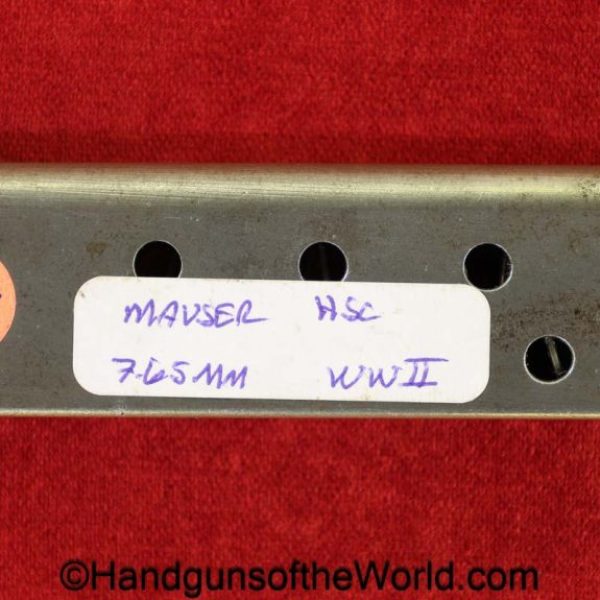 MAUSER HSC
7.65MM WWII
©HandgunsoftheWorld.com